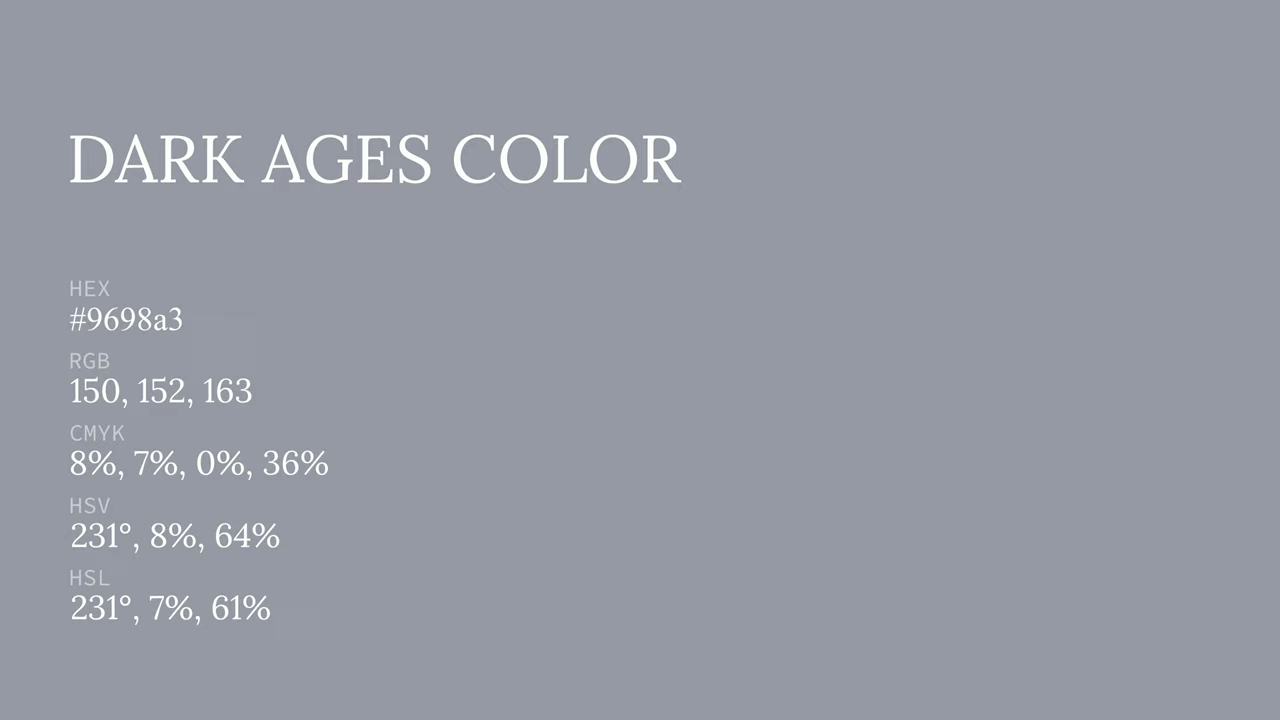 DARK AGES COLOR
HEX
#9698a3
RGB
150, 152, 163
CMYK
8%, 7%, 0%, 36%
HSV
231°, 8%, 64%
HSL
231°, 7%, 61%